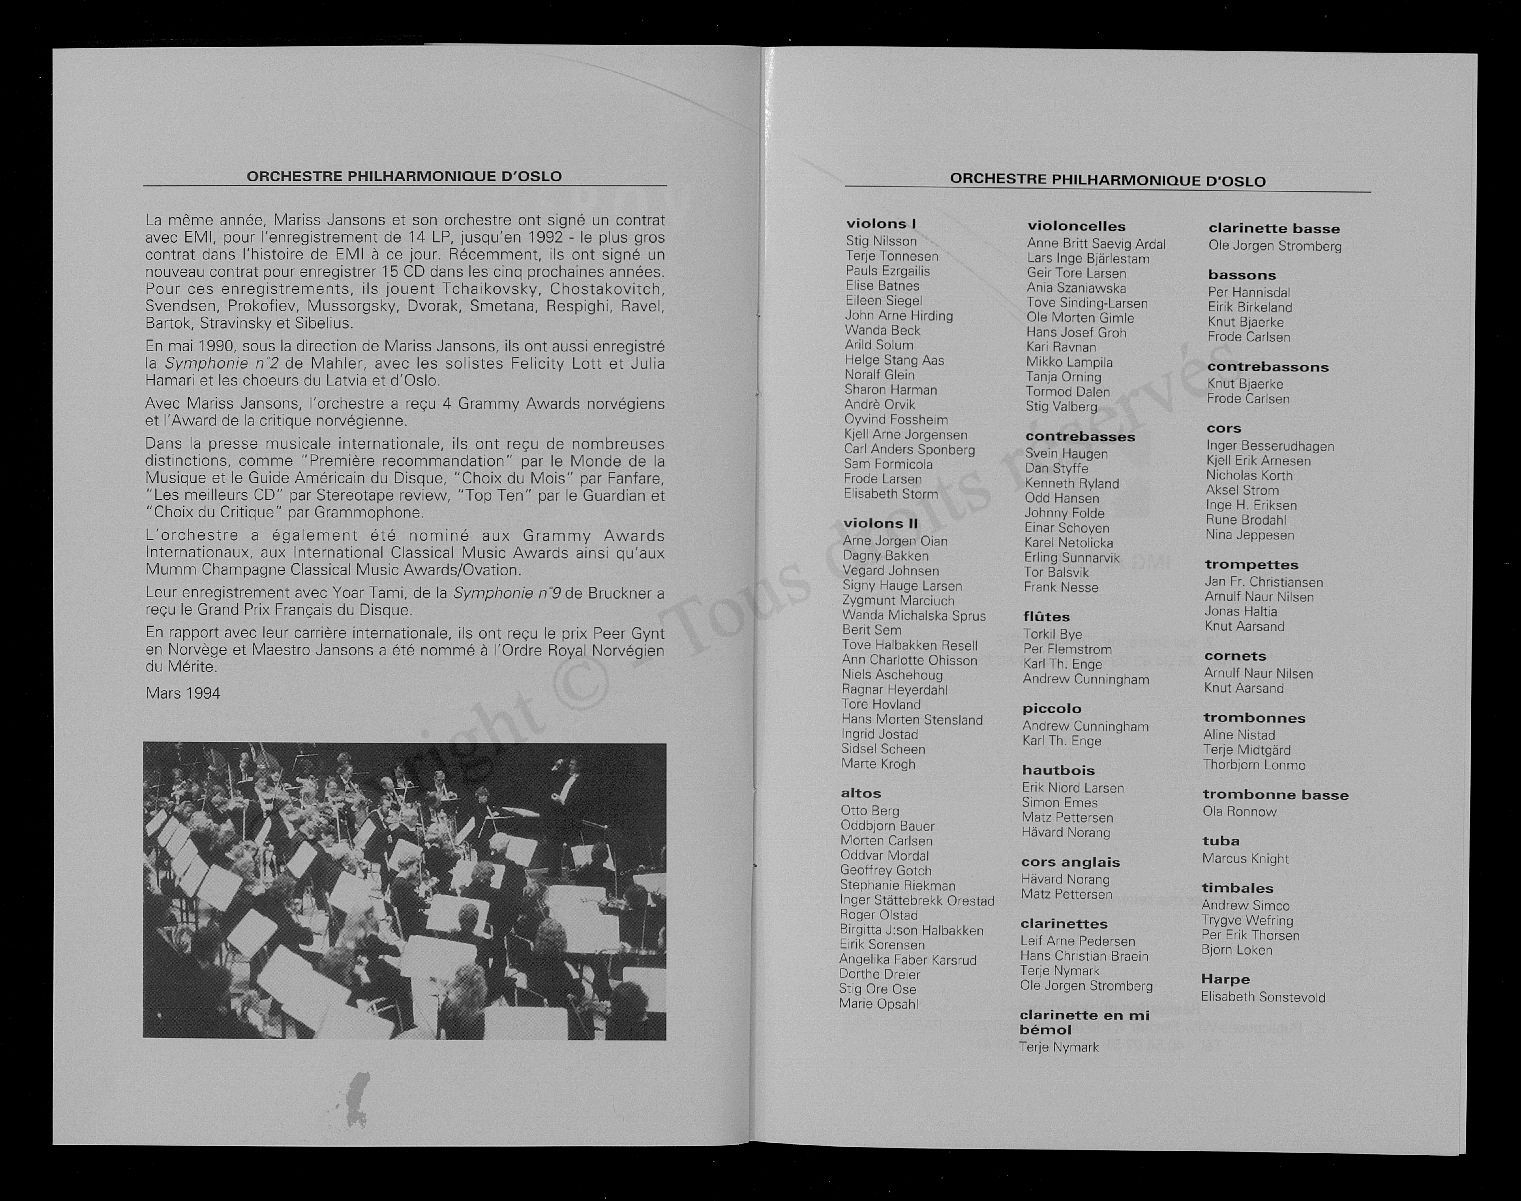 ORCHESTRE PHILHARMONIQUE D'OSLO
La même année, Mariss Jansons et son orchestre ont signé un contrat
avec EMI, pour l'enregistrement de 14 LP, jusqu'en 1992 - le plus gros
contrat dans l'histoire de EMI à ce jour. Récemment, ils ont signé un
nouveau contrat pour enregistrer 15 CD dans les cinq prochaines années.
Pour ces enregistrements, ils jouent Tchaikovsky, Chostakovitch,
Svendsen, Prokofiev, Mussorgsky, Dvorak, Smetana, Respighi, Ravel,
Bartok, Stravinsky et Sibelius.
En mai 1990, sous la direction de Mariss Jansons, ils ont aussi enregistré
la Symphonie n°2 de Mahler, avec les solistes Felicity Lott et Julia
Hamari et les choeurs du Latvia et d'Oslo.
Avec Mariss Jansons, l'orchestre a reçu 4 Grammy Awards norvégiens
et l'Award de la critique norvégienne.
Dans la presse musicale internationale, ils ont reçu de nombreuses
distinctions, comme "Première recommandation" par le Monde de la
Musique et le Guide Américain du Disque, "Choix du Mois" par Fanfare,
"Les meilleurs CD" par Stereotape review, "Top Ten" par le Guardian et
"Choix du Critique" par Grammophone.
L'orchestre a également été nominé aux Grammy Awards
Internationaux, aux International Classical Music Awards ainsi qu'aux
Mumm Champagne Classical Music Awards/Ovation.
Leur enregistrement avec Yoar Tami, de la Symphonie n°9 de Bruckner a
reçu le Grand Prix Français du Disque.
En rapport avec leur carrière internationale, ils ont reçu le prix Peer Gynt
en Norvège et Maestro Jansons a été nommé à l'Ordre Royal Norvégien
du Mérite.
Mars 1994
ORCHESTRE PHILHARMONIQUE D'OSLO
violons I
Stig Nilsson
Terje Tonnesen
Pauls Ezrgailis
Elise Batnes
Eileen Siegel
John Arne Hirding
Wanda Beck
Arild Solum
Helge Stang Aas
Noralf Glein
Sharon Harman
Andrè Orvik
Oyvind Fossheim
Kjell Arne Jorgensen
Carl Anders Sponberg
Sam Formicola
Frode Larsen
Elisabeth Storm
violons II
Arne Jorgen Oian
Dagny Bakken
Vegard Johnsen
Signy Hauge Larsen
Zygmunt Marciuch
Wanda Michalska Sprus
Berit Sem
Tove Halbakken Resell
Ann Charlotte Ohisson
Niels Aschehoug
Ragnar Heyerdahl
Tore Hovland
Hans Morten Stensland
Ingrid Jostad
Sidsel Scheen
Marte Krogh
altos
Otto Berg
Oddbjorn Bauer
Morten Carlsen
Oddvar Mordal
Geoffrey Gotch
Stephanie Riekman
Inger Stättebrekk Orestad
Roger Olstad
Birgitta J:son Halbakken
Eirik Sorensen
Angelika Faber Karsrud
Dorthe Dreier
Stig Ore Ose
Marie Opsahl
violoncelles
Anne Britt Saevig Ardal
Lars Inge Bjärlestam
Geir Tore Larsen
Ania Szaniawska
Tove Sinding-Larsen
Ole Morten Gimle
Hans Josef Groh
Kari Ravnan
Mikko Lampila
Tanja Orning
Tormod Dalen
Stig Valberg
contrebasses
Svein Haugen
Dan Styffe
Kenneth Ryland
Odd Hansen
Johnny Folde
Einar Schoyen
Karel Netolicka
Erling Sunnarvik
Tor Balsvik
Frank Nesse
flûtes
Torkil Bye
Per Flemstrom
Karl Th. Enge
Andrew Cunningham
piccolo
Andrew Cunningham
Karl Th. Enge
hautbois
Erik Niord Larsen
Simon Emes
Matz Pettersen
Håvard Norang
cors anglais
Håvard Norang
Matz Pettersen
clarinettes
Leif Arne Pedersen
Hans Christian Braein
Terje Nymark
Ole Jorgen Stromberg
clarinette en mi
bémol
Terje Nymark
clarinette basse
Ole Jorgen Stromberg
bassons
Per Hannisdal
Eirik Birkeland
Knut Bjaerke
Frode Carlsen
contrebassons
Knut Bjaerke
Frode Carlsen
cors
Inger Besserudhagen
Kjell Erik Arnesen
Nicholas Korth
Aksel Strom
Inge H. Eriksen
Rune Brodahl
Nina Jeppesen
trompettes
Jan Fr. Christiansen
Arnulf Naur Nilsen
Jonas Haltia
Knut Aarsand
cornets
Arnulf Naur Nilsen
Knut Aarsand
trombonnes
Aline Nistad
Terje Midtgård
Thorbjorn Lonmo
trombonne basse
Ola Ronnow
tuba
Marcus Knight
timbales
Andrew Simco
Trygve Wefring
Per Erik Thorsen
Bjorn Loken
Harpe
Elisabeth Sonstevold
right © - Tous droits réservés